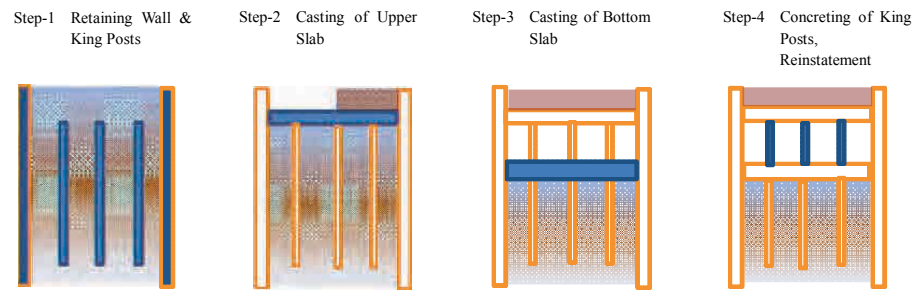 Step-1 Retaining Wall &
King Posts
Step-2 Casting of Upper
Slab
Step-3 Casting of Bottom
Slab
Step-4 Concreting of King
Posts,
Reinstatement